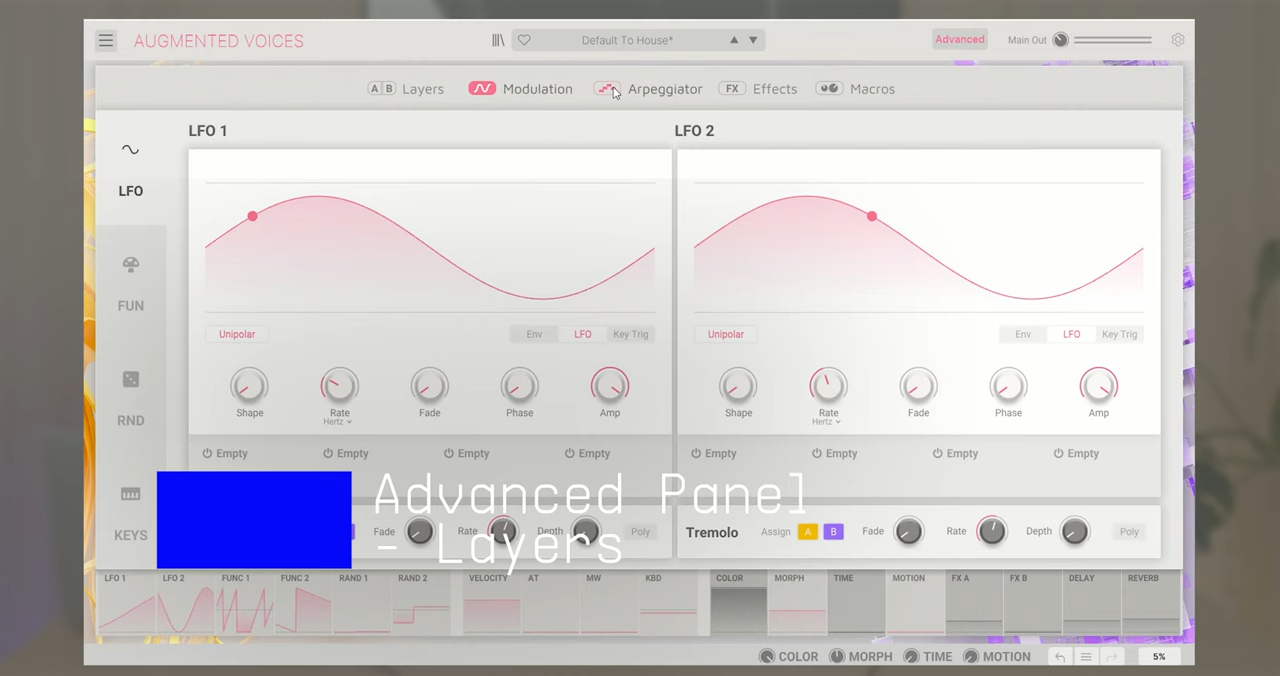 AUGMENTED VOICES
Default To House*
Advanced
Main Out
A B Layers
Modulation
Arpeggiator
FX Effects
Macros
LFO 1
LFO 2
LFO
FUN
RND
KEYS
Unipolar
Env LFO Key Trig
Unipolar
Env LFO Key Trig
Shape Rate Fade Phase Amp
Hertz
Shape Rate Fade Phase Amp
Hertz
Empty Empty Empty Empty
Empty Empty Empty Empty
Advanced Panel
- Layers
Fade Rate Depth Poly
Tremolo Assign A B Fade Rate Depth Poly
LFO 1 LFO 2 FUNC 1 FUNC 2 RAND 1 RAND 2 VELOCITY AT MW KBD COLOR MORPH TIME MOTION FX A FX B DELAY REVERB
COLOR MORPH TIME MOTION 5%